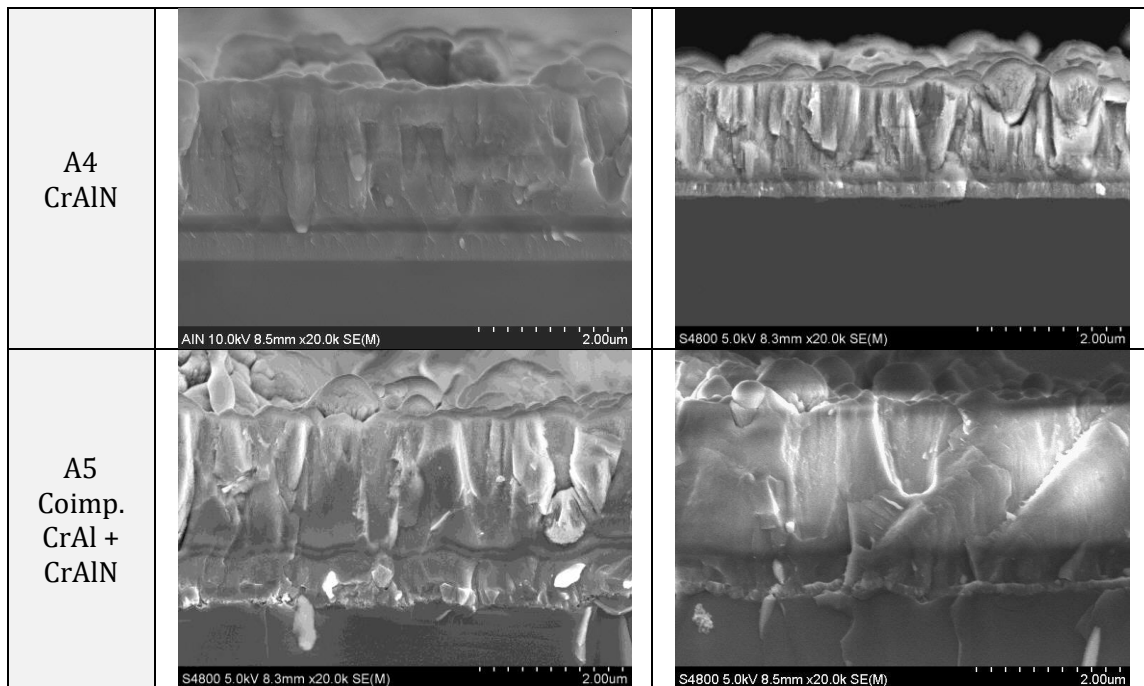 A4
CrAlN
AIN 10.0kV 8.5mm x20.0k SE(M)
2.00um
S4800 5.0kV 8.3mm x20.0k SE(M)
2.00um
A5
Coimp.
CrAl +
CrAlN
S4800 5.0kV 8.3mm x20.0k SE(M)
2.00um
S4800 5.0kV 8.5mm x20.0k SE(M)
2.00um